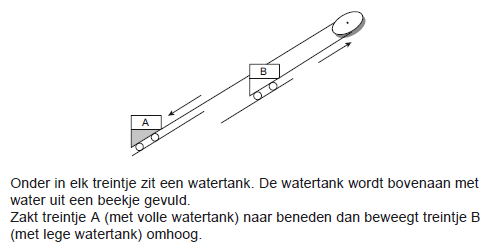 B
A
Onder in elk treintje zit een watertank. De watertank wordt bovenaan met
water uit een beekje gevuld.
Zakt treintje A (met volle watertank) naar beneden dan beweegt treintje B
(met lege watertank) omhoog.